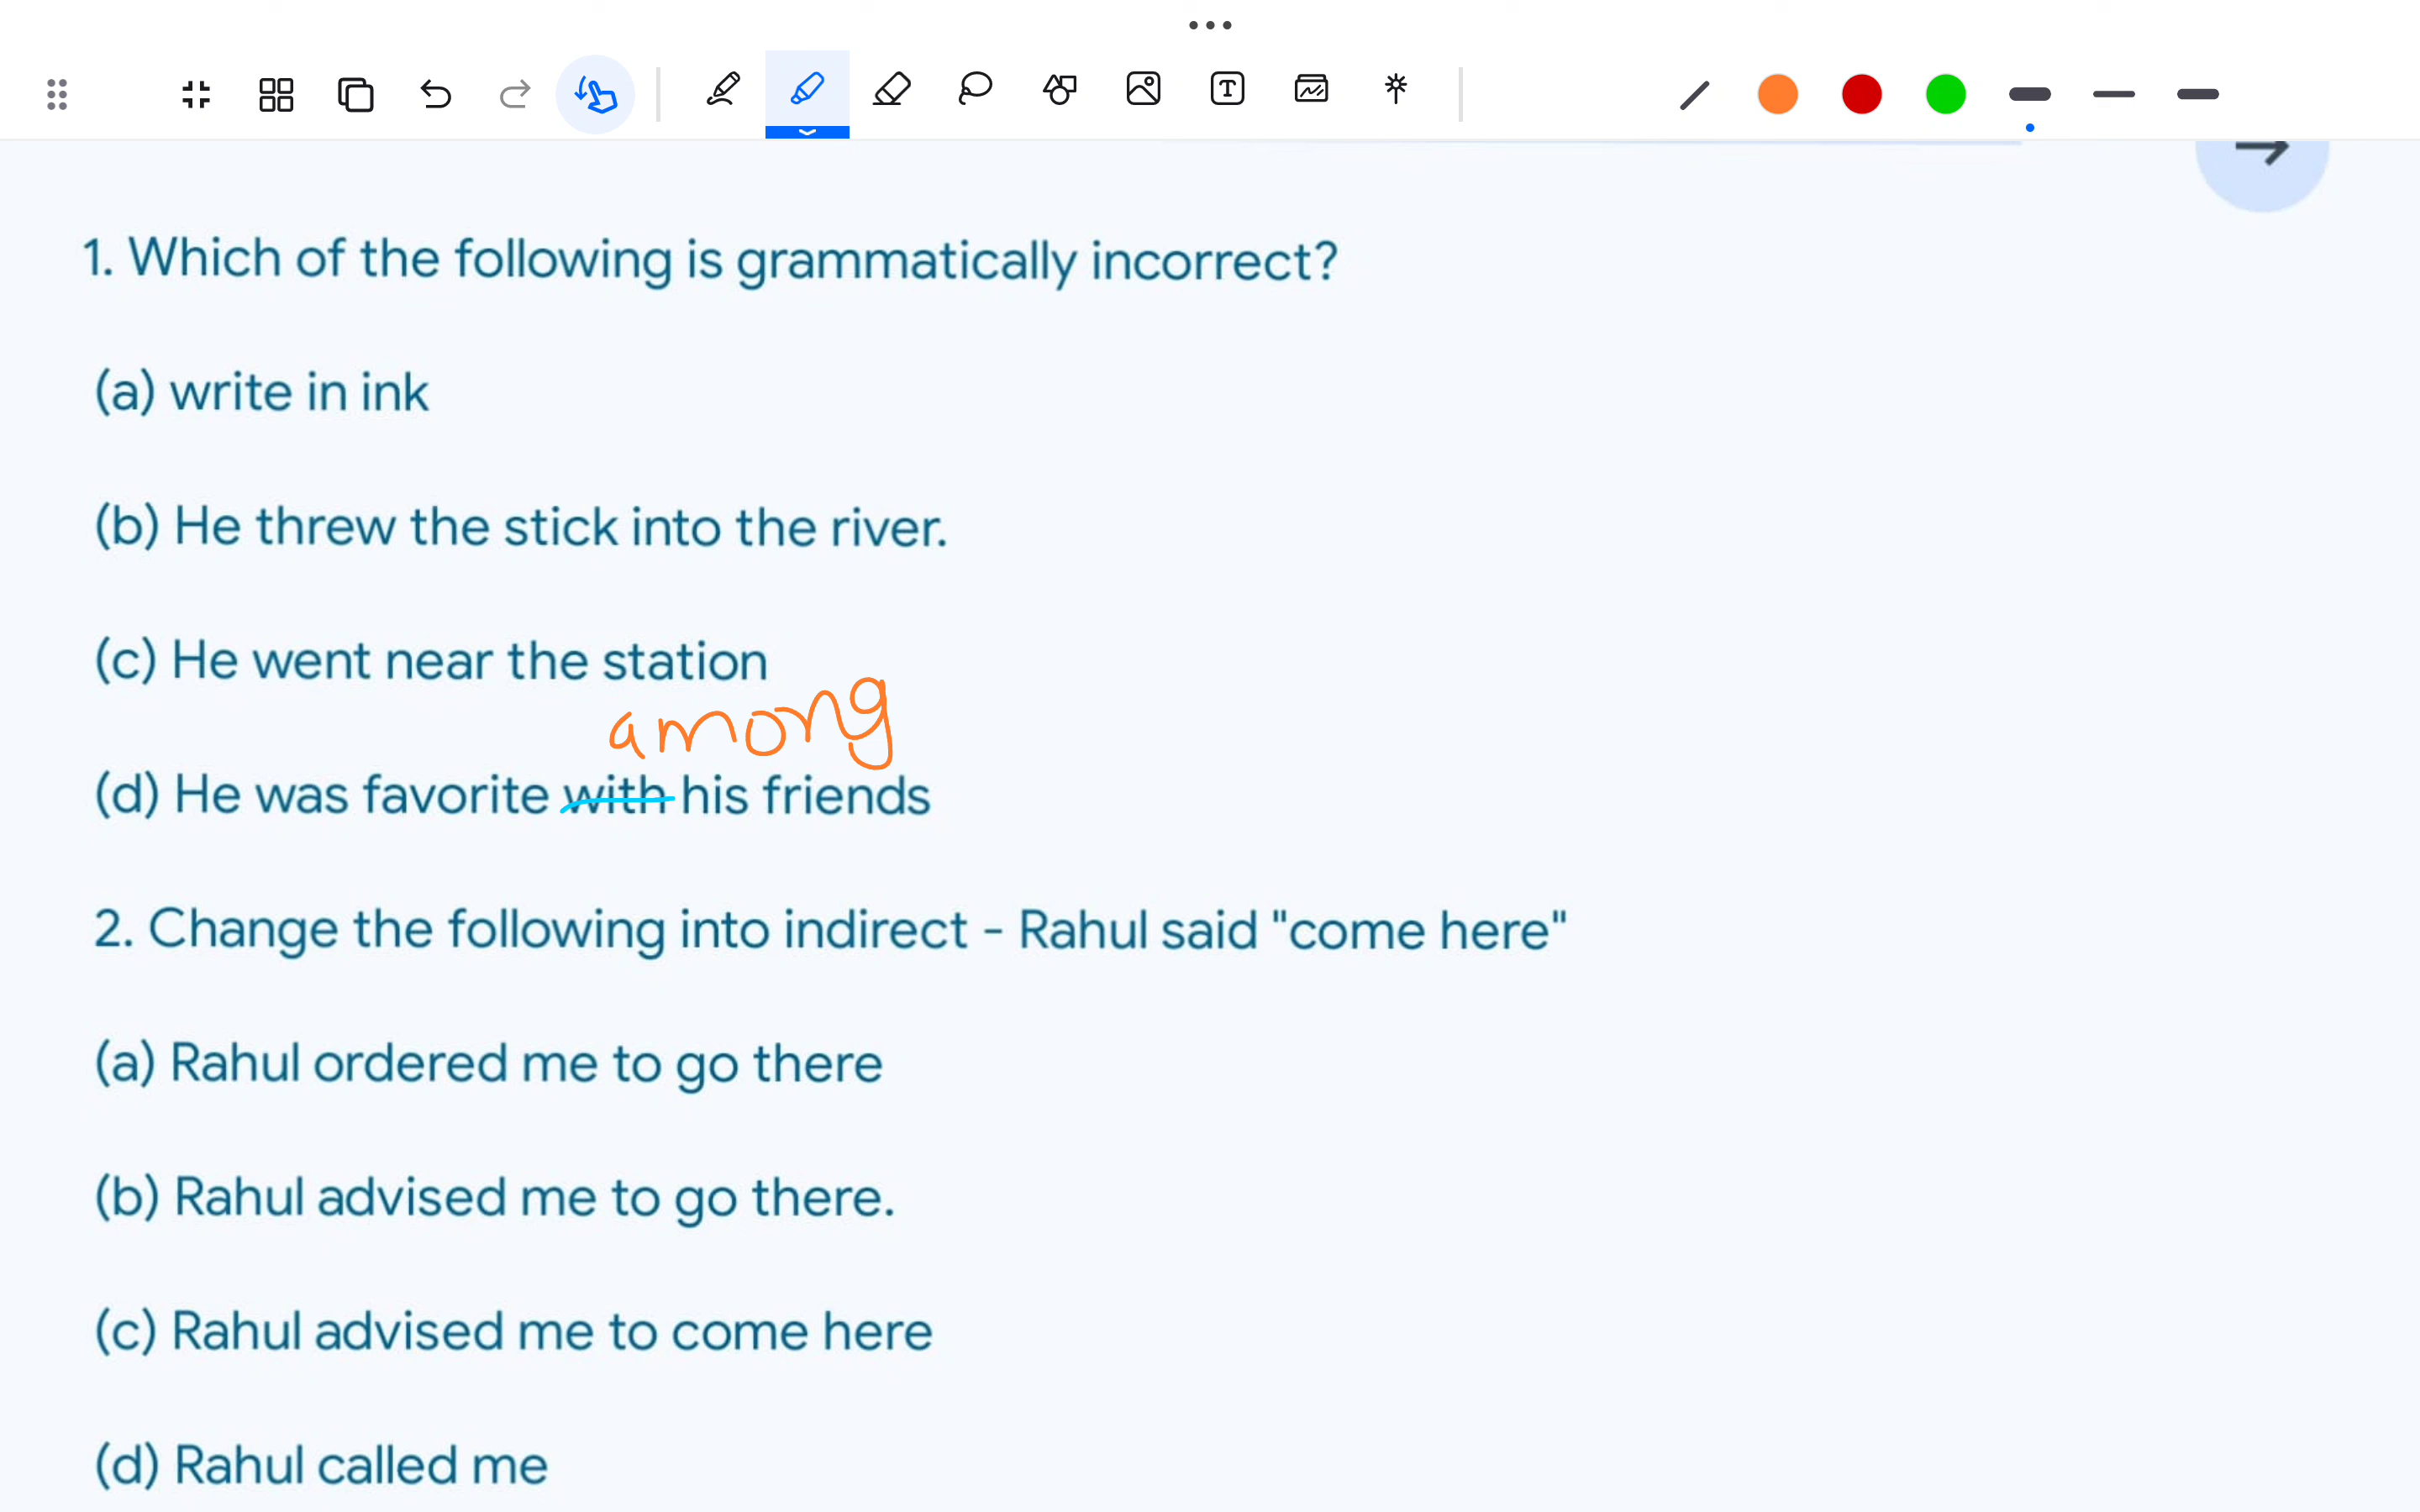 1. Which of the following is grammatically incorrect?
(a) write in ink
(b) He threw the stick into the river.
(c) He went near the station
among
(d) He was favorite with his friends
2. Change the following into indirect - Rahul said "come here"
(a) Rahul ordered me to go there
(b) Rahul advised me to go there.
(c) Rahul advised me to come here
(d) Rahul called me